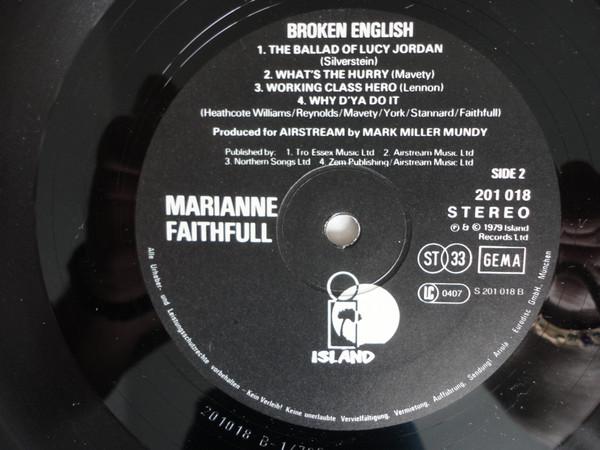 BROKEN ENGLISH
1. THE BALLAD OF LUCY JORDAN
(Silverstein)
2. WHAT'S THE HURRY (Mavety)
3. WORKING CLASS HERO (Lennon)
4. WHY D'YA DO IT
(Heathcote Williams/Reynolds/Mavety/York/Stannard/Faithfull)
Produced for AIRSTREAM by MARK MILLER MUNDY
Published by: 1. Tro Essex Music Ltd 2. Airstream Music Ltd
3. Northern Songs Ltd 4. Zem Publishing/Airstream Music Ltd
SIDE 2
201 018
STEREO
℗ & © 1979 Island
Records Ltd
MARIANNE
FAITHFULL
ST 33 GEMA
LC 0407 S 201 018 B
ISLAND
Alle Urheber- und Leistungsschutzrechte vorbehalten - Kein Verleih! Keine unerlaubte Vervielfältigung, Vermietung, Aufführung, Sendung! Ariola - Eurodisc GmbH, München
201018 B-1/79